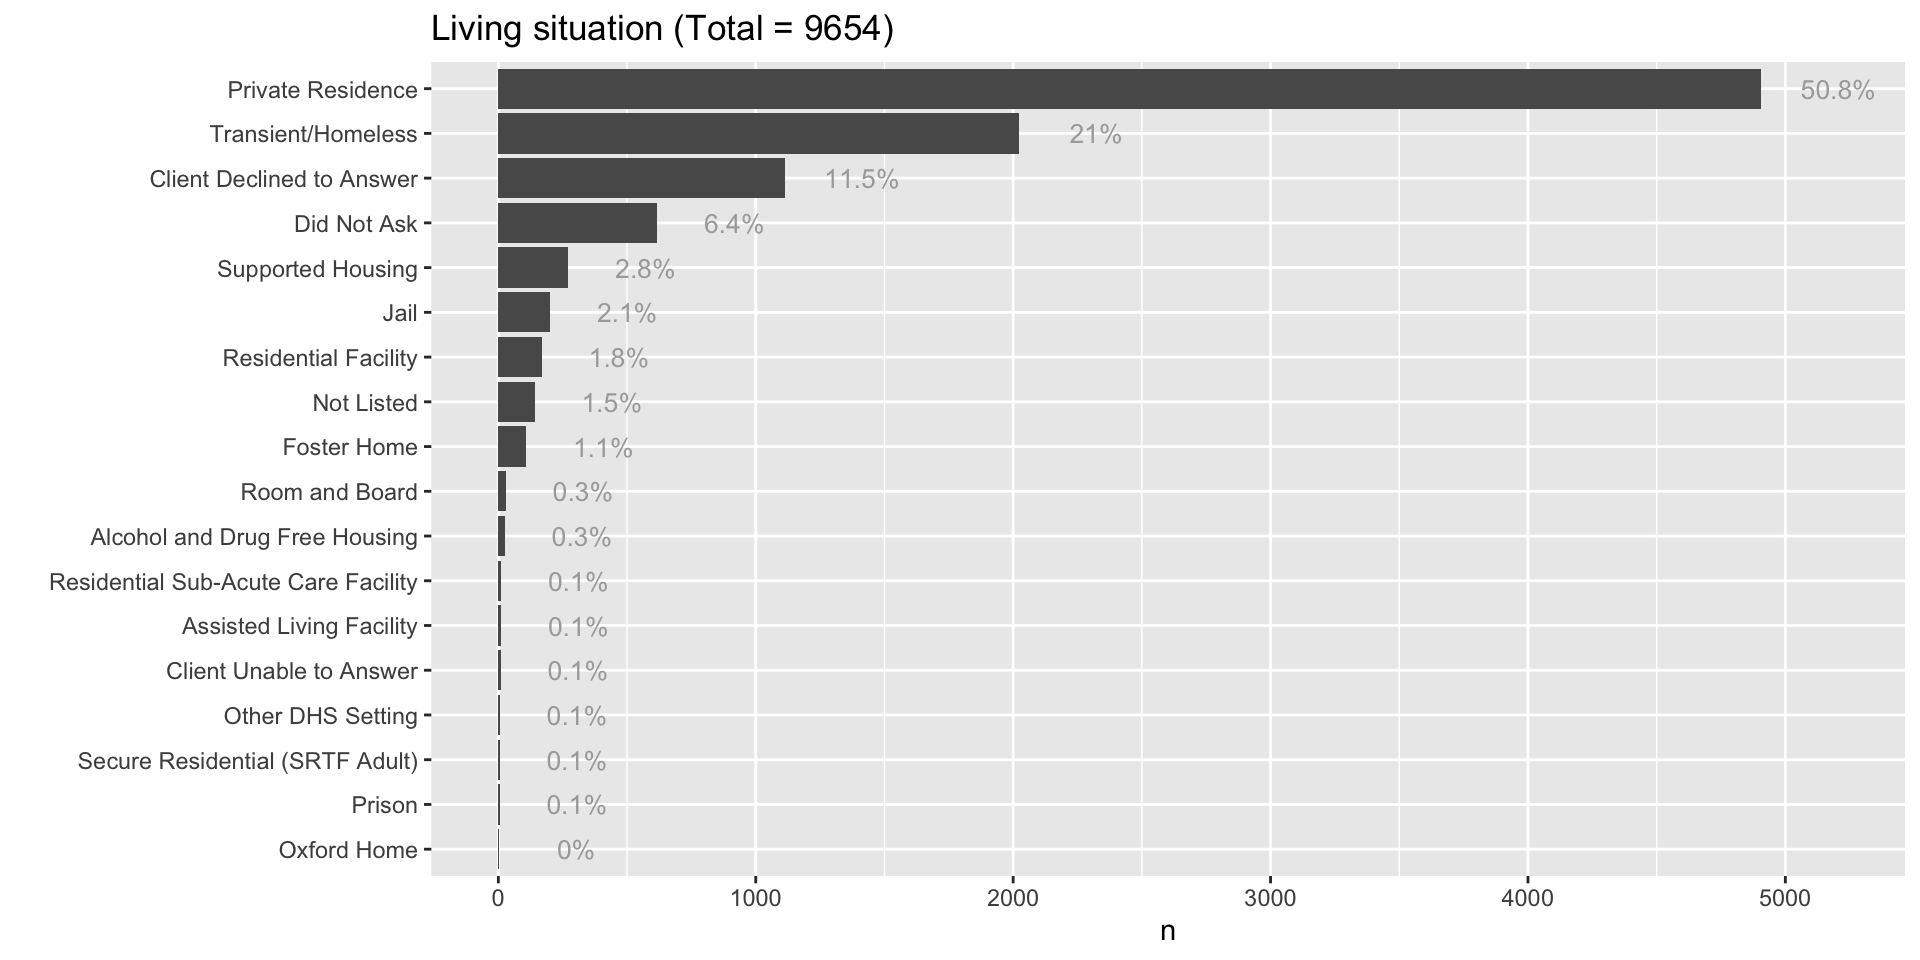 Living situation (Total = 9654)
Private Residence 50.8%
Transient/Homeless 21%
Client Declined to Answer 11.5%
Did Not Ask 6.4%
Supported Housing 2.8%
Jail 2.1%
Residential Facility 1.8%
Not Listed 1.5%
Foster Home 1.1%
Room and Board 0.3%
Alcohol and Drug Free Housing 0.3%
Residential Sub-Acute Care Facility 0.1%
Assisted Living Facility 0.1%
Client Unable to Answer 0.1%
Other DHS Setting 0.1%
Secure Residential (SRTF Adult) 0.1%
Prison 0.1%
Oxford Home 0%
0 1000 2000 3000 4000 5000
n